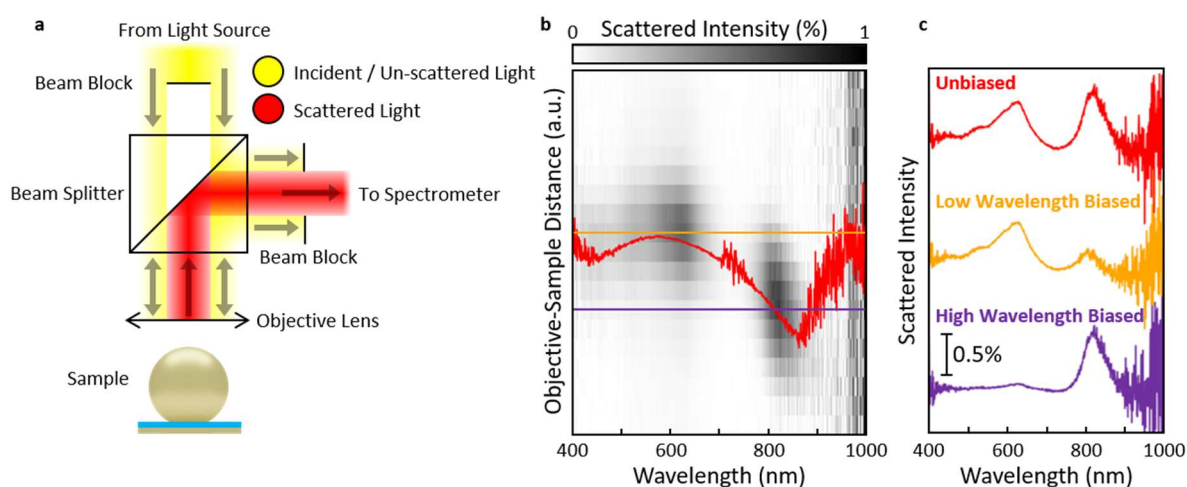 a
From Light Source
Beam Block
Incident / Un-scattered Light
Scattered Light
Beam Splitter
To Spectrometer
Beam Block
Objective Lens
Sample
b
Scattered Intensity (%)
0
1
Objective-Sample Distance (a.u.)
400
600
800
1000
Wavelength (nm)
c
Unbiased
Low Wavelength Biased
High Wavelength Biased
0.5%
Scattered Intensity
400
600
800
1000
Wavelength (nm)